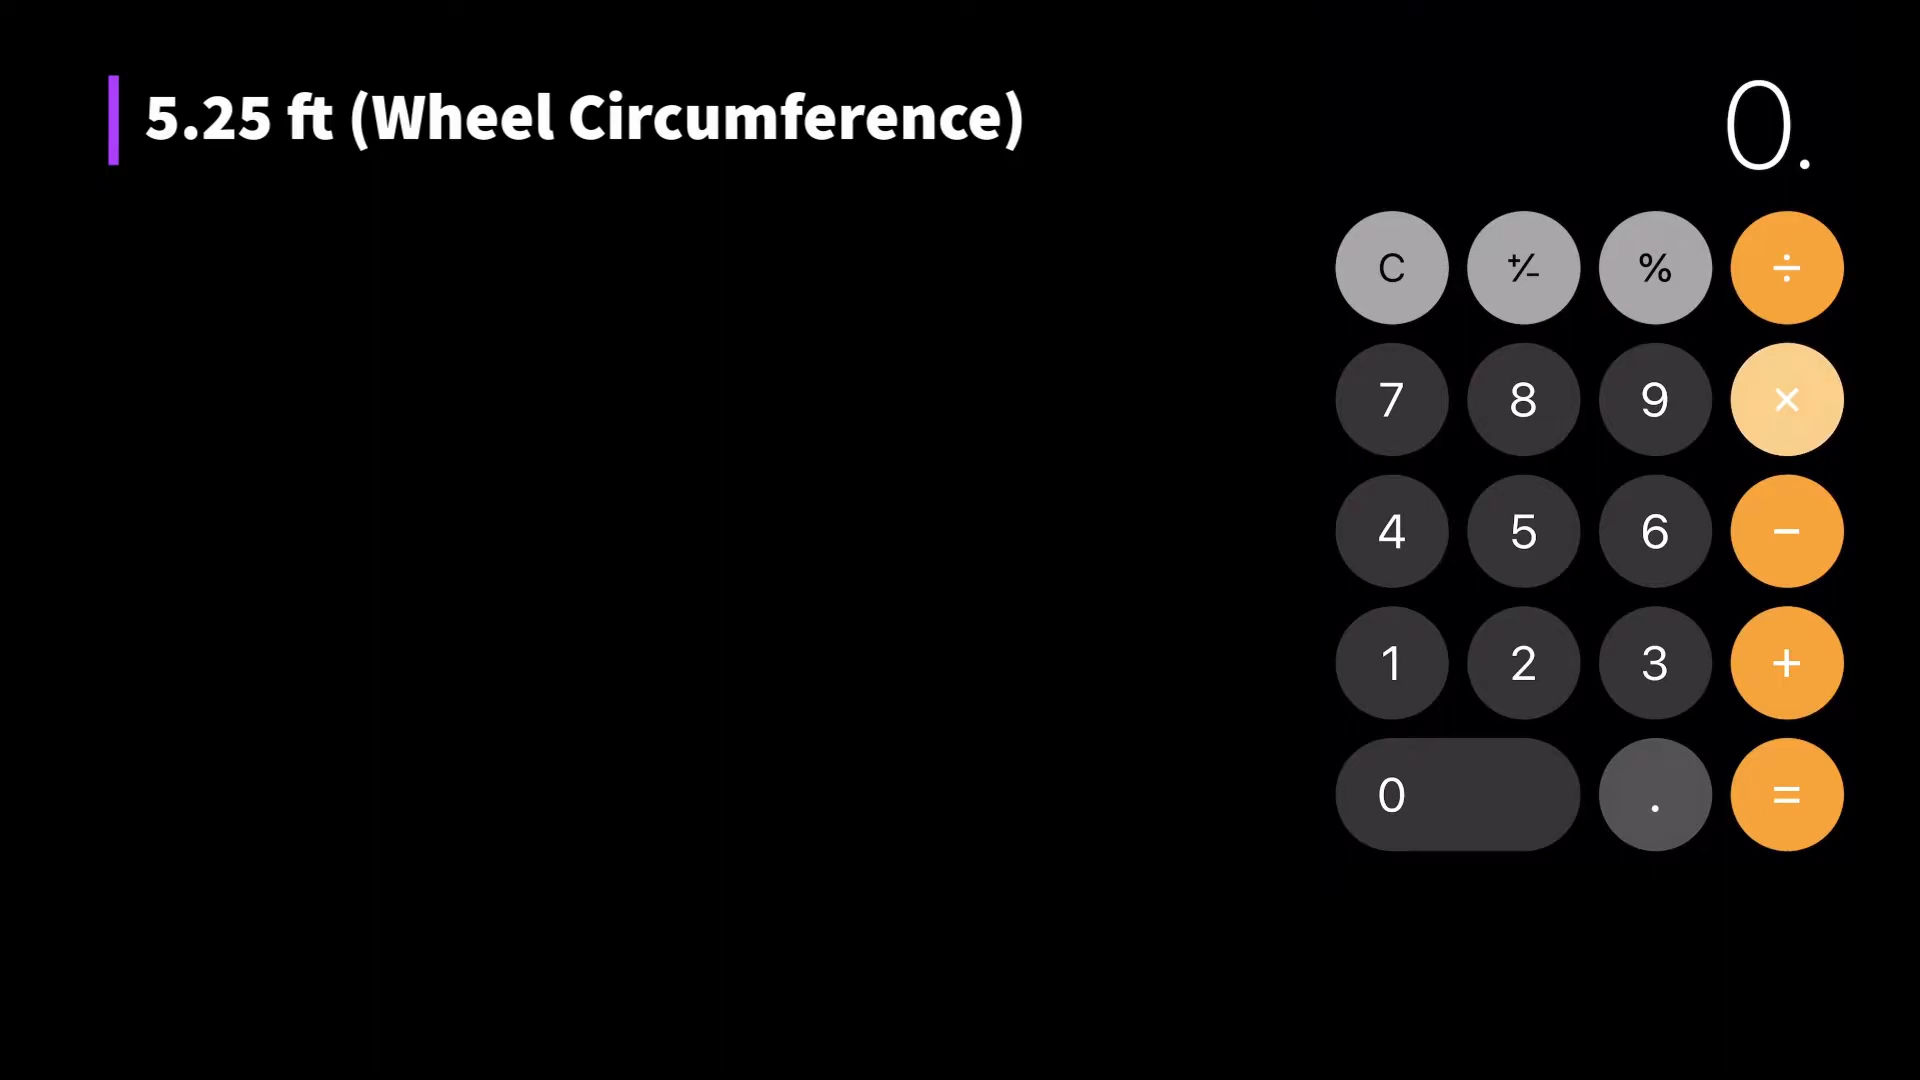 5.25 ft (Wheel Circumference)
0.
C +/- % ÷
7 8 9 ×
4 5 6 −
1 2 3 +
0 . =